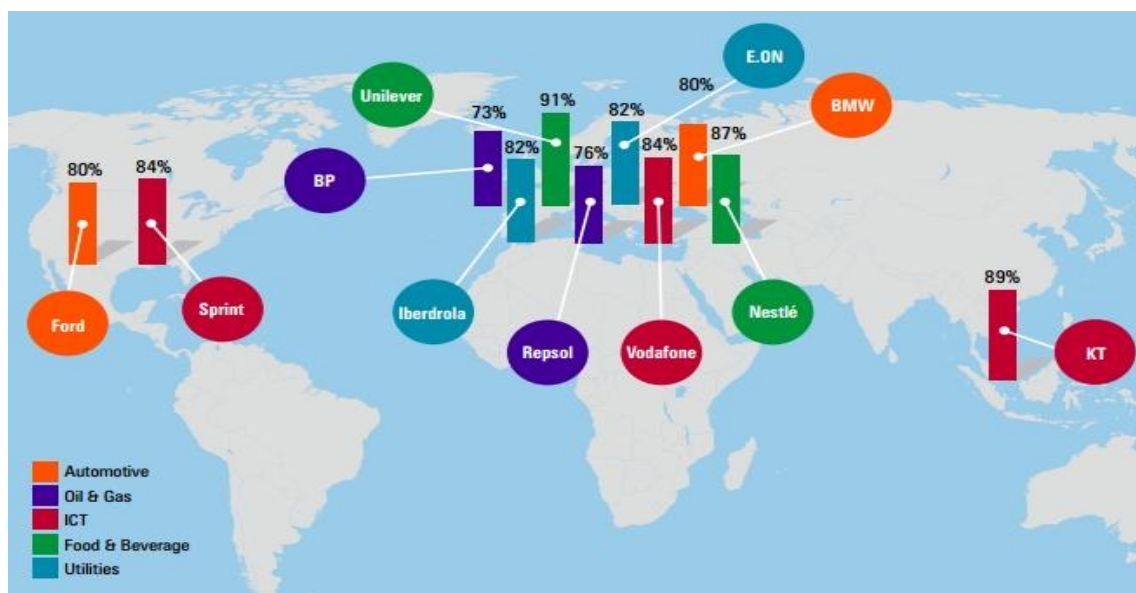 E.ON
80%
Unilever
91%
82%
BMW
73%
87%
82%
76%
84%
80%
84%
BP
89%
Iberdrola
Sprint
Nestlé
Ford
Repsol
Vodafone
KT
Automotive
Oil & Gas
ICT
Food & Beverage
Utilities